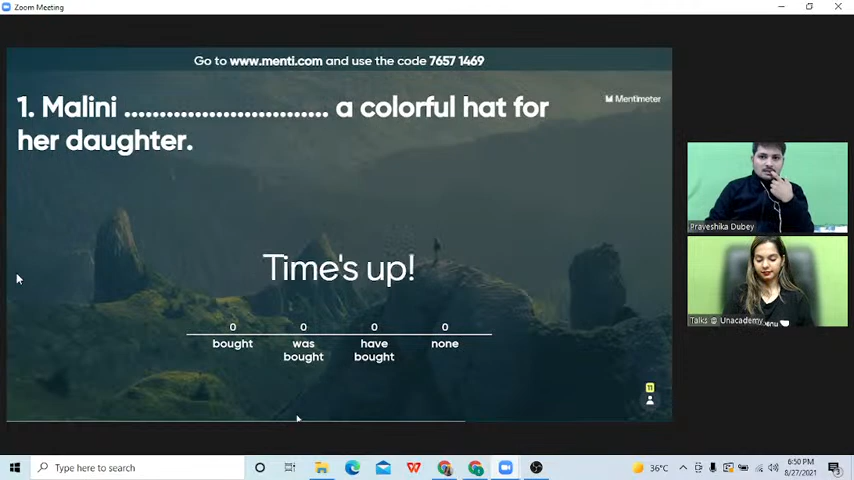 Zoom Meeting
Go to www.menti.com and use the code 7657 1469
1. Malini ............................. a colorful hat for
her daughter.
Mentimeter
Time's up!
0 0 0 0
bought was bought have bought none
11
Praveshika Dubey
Talks @ Unacademy
Type here to search
36°C
6:50 PM
8/27/2021